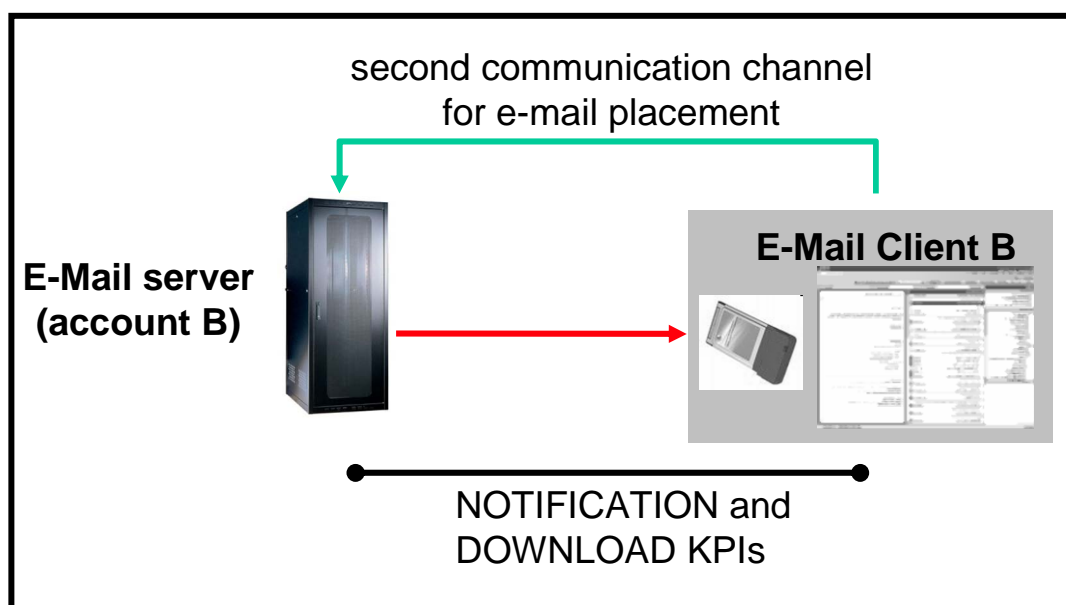 second communication channel
for e-mail placement
E-Mail server
(account B)
E-Mail Client B
NOTIFICATION and
DOWNLOAD KPIs